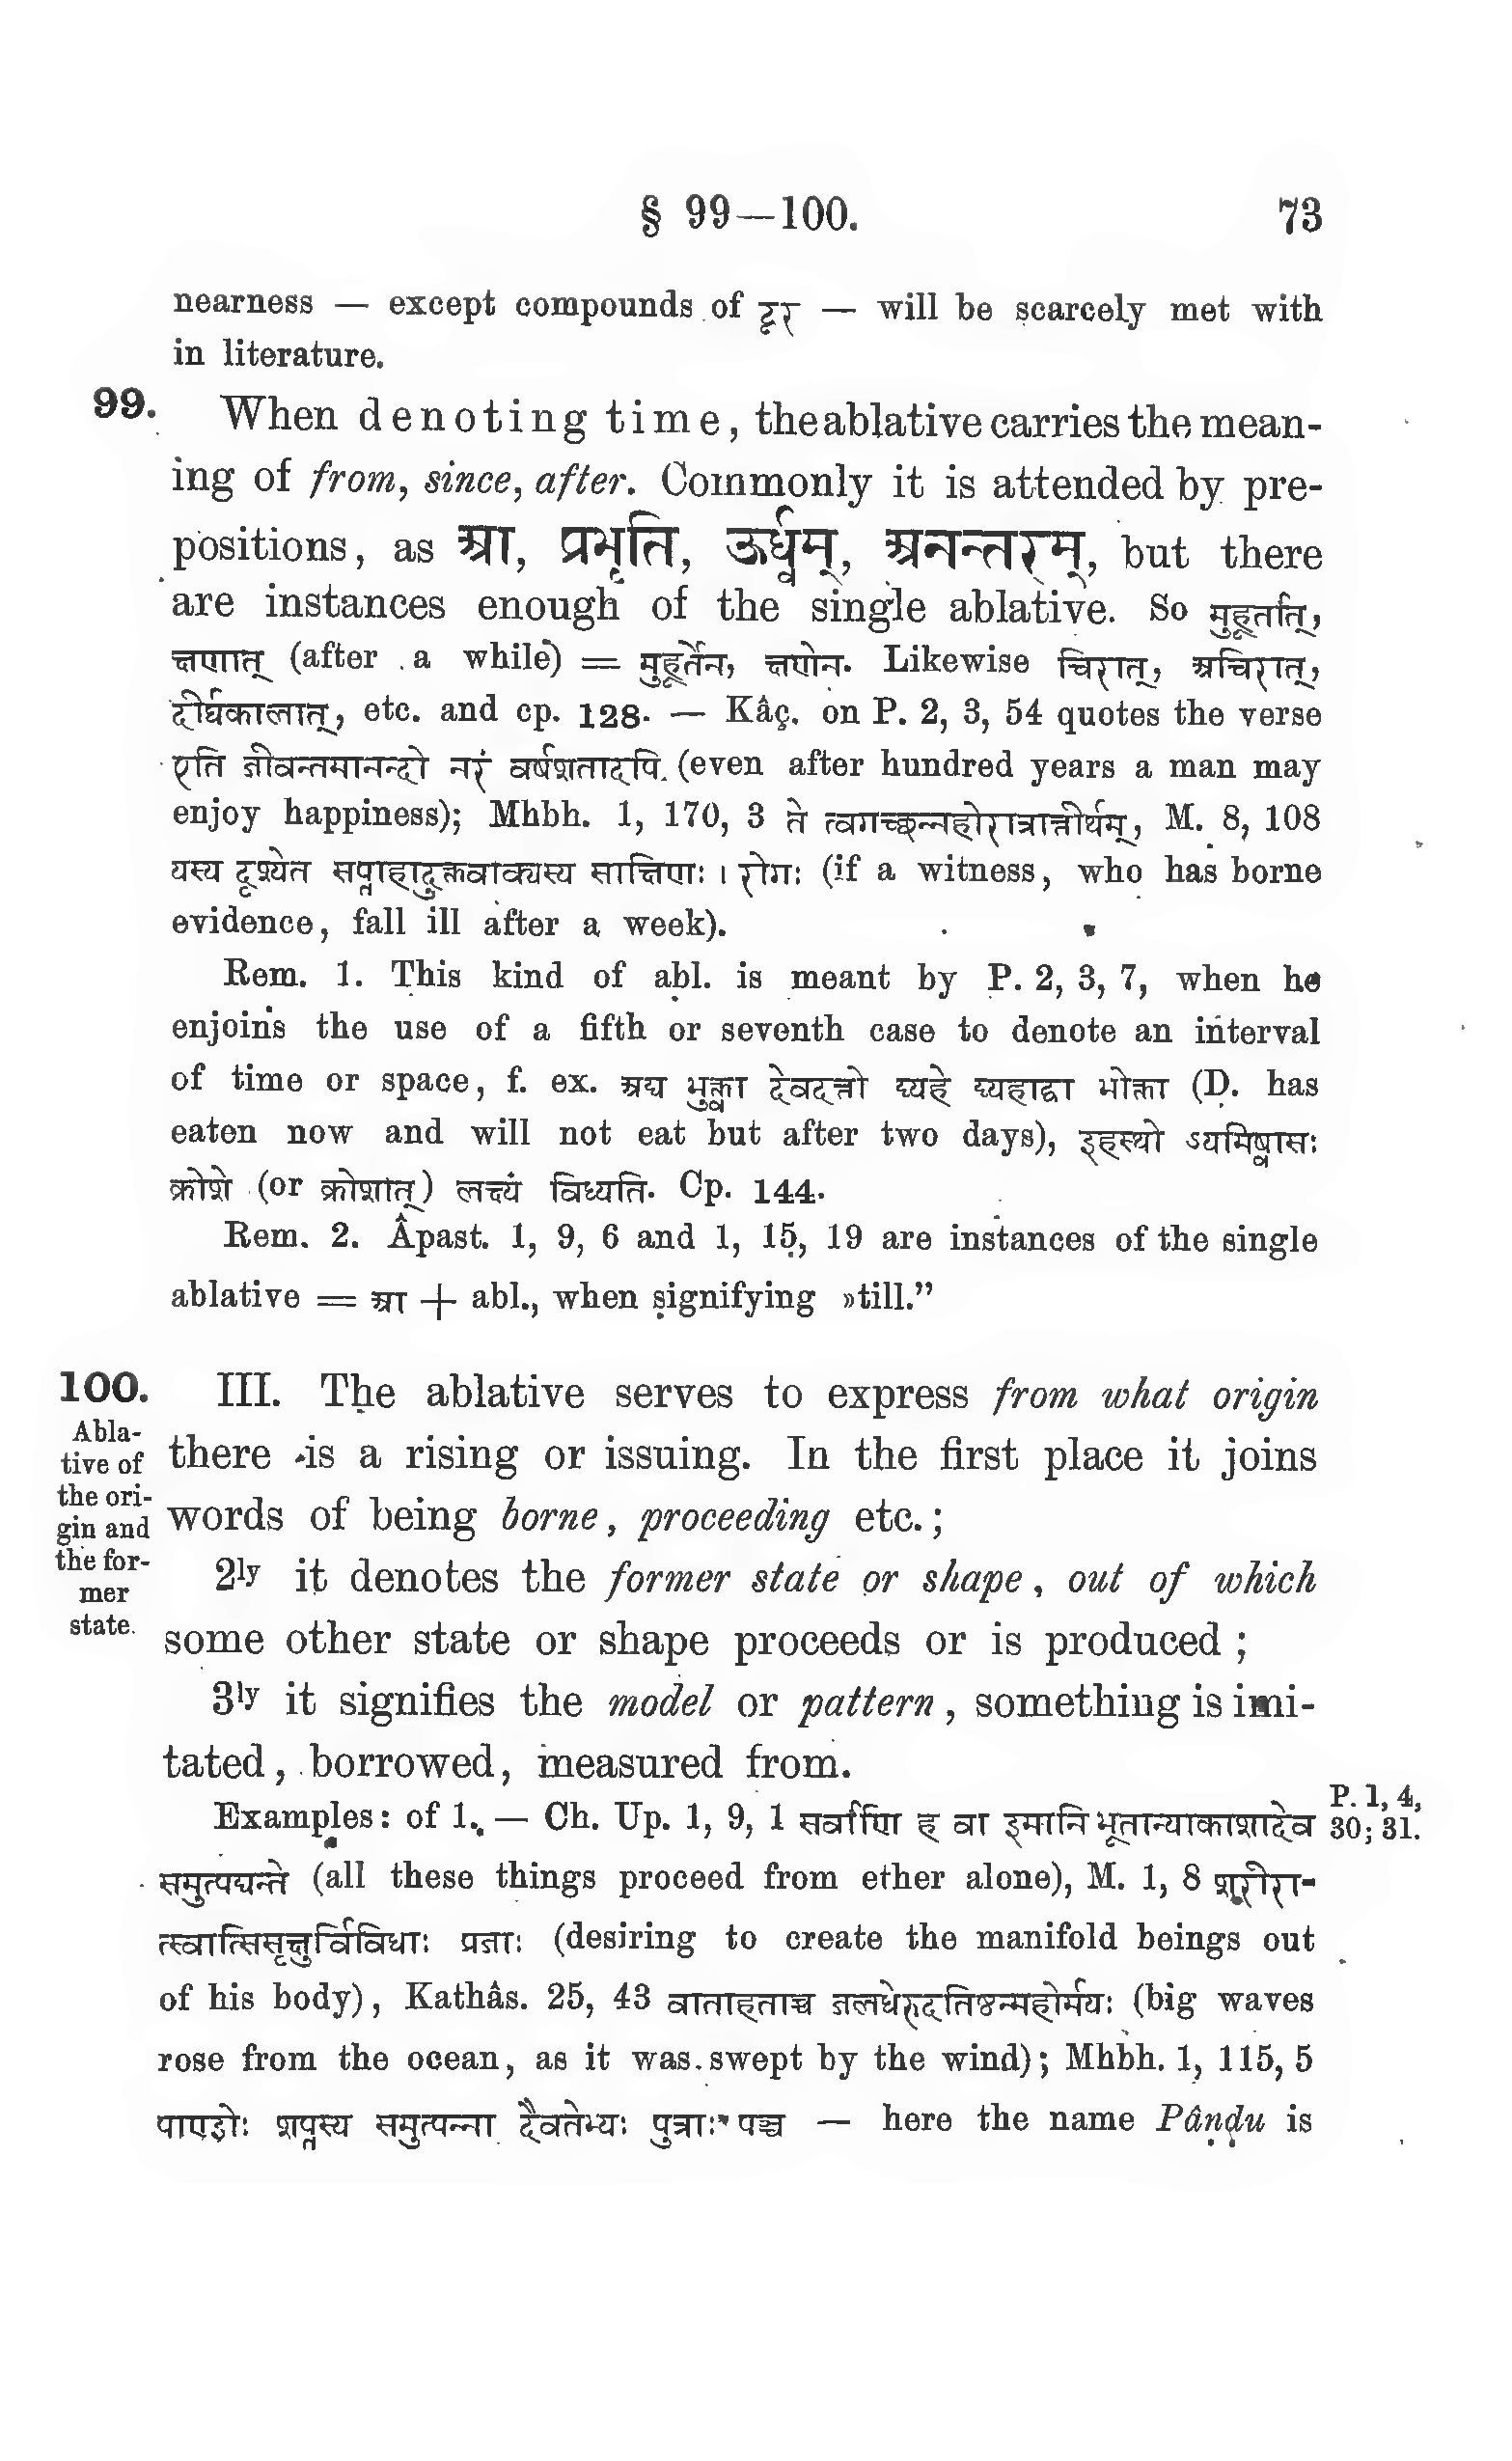 § 99—100. 73
nearness — except compounds of दूर — will be scarcely met with
in literature.
99. When denoting time, the ablative carries the mean-
ing of from, since, after. Commonly it is attended by pre-
positions, as आ, प्रभृति, ऊर्ध्वम्, अनन्तरम्, but there
are instances enough of the single ablative. So मुहूर्तात्,
क्षणात् (after a while) = मुहूर्तेन, क्षणेन. Likewise चिरात्, अचिरात्,
दीर्घकालात्, etc. and cp. 128. — Kâç. on P. 2, 3, 54 quotes the verse
एति जीवन्तमानन्दो नरं वर्षशतादपि (even after hundred years a man may
enjoy happiness); Mhbh. 1, 170, 3 ते त्वगच्छन्नहोरात्रात्तीर्थम्, M. 8, 108
यस्य दृश्येत सप्ताहादुक्तवाक्यस्य साक्षिणः । रोगः (if a witness, who has borne
evidence, fall ill after a week).
Rem. 1. This kind of abl. is meant by P. 2, 3, 7, when he
enjoins the use of a fifth or seventh case to denote an interval
of time or space, f. ex. अद्य भुक्त्वा देवदत्तो द्व्यहे द्व्यहाद्वा भोक्ता (D. has
eaten now and will not eat but after two days), इहस्थो ऽयमिष्वासः
क्रोशे (or क्रोशात्) लक्ष्यं विध्यति. Cp. 144.
Rem. 2. Âpast. 1, 9, 6 and 1, 15, 19 are instances of the single
ablative = आ + abl., when signifying »till.”
100. III. The ablative serves to express from what origin
there is a rising or issuing. In the first place it joins
words of being borne, proceeding etc.;
Abla-
tive of
the ori-
gin and
the for-
mer
state.
2ly it denotes the former state or shape, out of which
some other state or shape proceeds or is produced;
3ly it signifies the model or pattern, something is imi-
tated, borrowed, measured from.
Examples: of 1. — Ch. Up. 1, 9, 1 सर्वाणि ह वा इमानि भूतान्याकाशादेव
P. 1, 4,
30; 31.
समुत्पद्यन्ते (all these things proceed from ether alone), M. 1, 8 शरीरा-
त्स्वात्सिसृक्षुर्विविधाः प्रजाः (desiring to create the manifold beings out
of his body), Kathâs. 25, 43 वाताहताश्च जलधेरुदतिष्ठन्महोर्मयः (big waves
rose from the ocean, as it was swept by the wind); Mhbh. 1, 115, 5
पाण्डोः शप्तस्य समुत्पन्ना दैवतेभ्यः पुत्राः पञ्च — here the name Pâṇḍu is